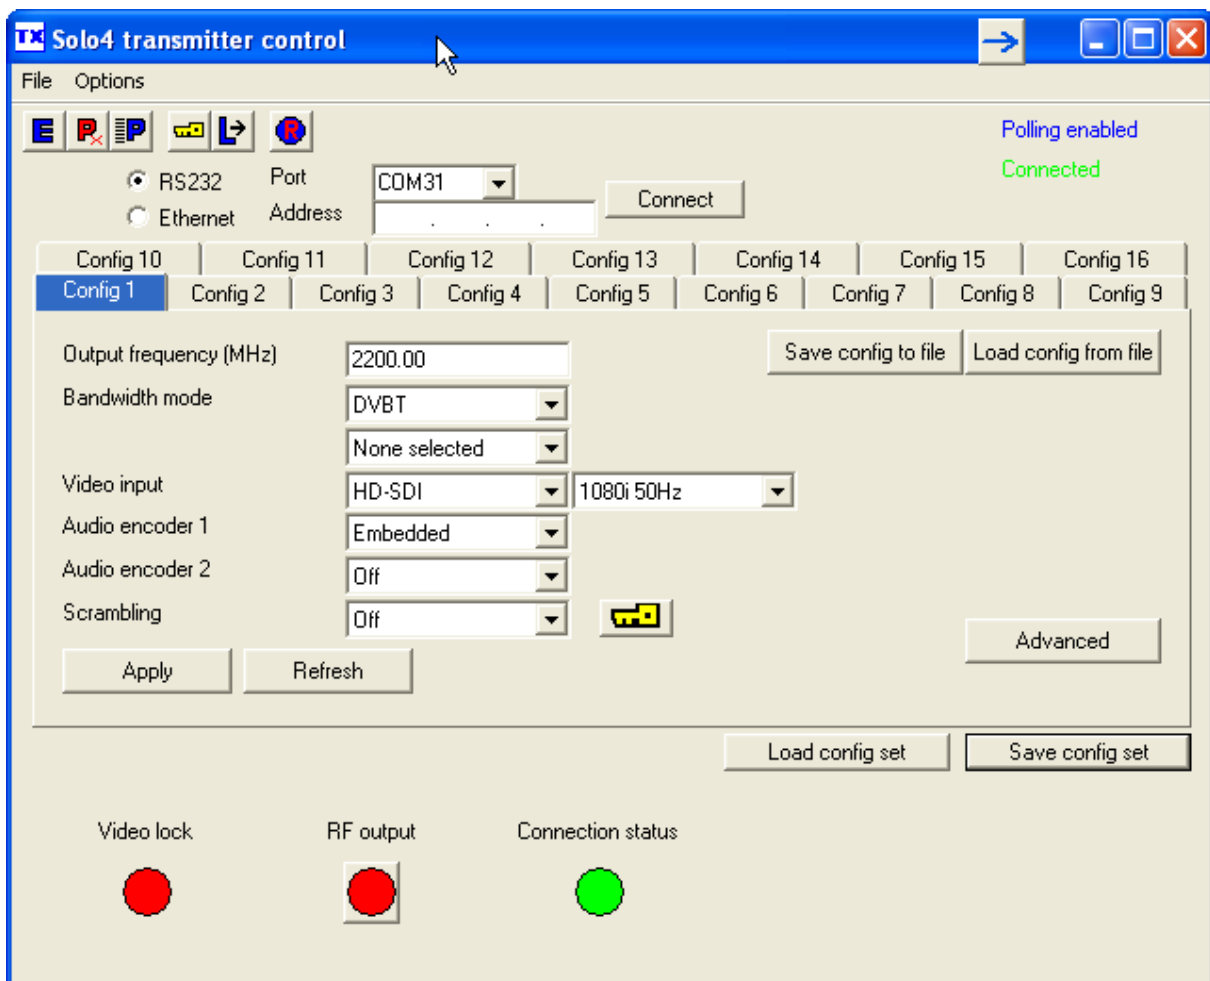 TX Solo4 transmitter control
File Options
E Px P L R
Polling enabled
RS232 Port COM31
Connected
Connect
Ethernet Address . . .
Config 10 Config 11 Config 12 Config 13 Config 14 Config 15 Config 16
Config 1 Config 2 Config 3 Config 4 Config 5 Config 6 Config 7 Config 8 Config 9
Output frequency (MHz) 2200.00 Save config to file Load config from file
Bandwidth mode DVBT
None selected
Video input HD-SDI 1080i 50Hz
Audio encoder 1 Embedded
Audio encoder 2 Off
Scrambling Off
Advanced
Apply Refresh
Load config set Save config set
Video lock RF output Connection status